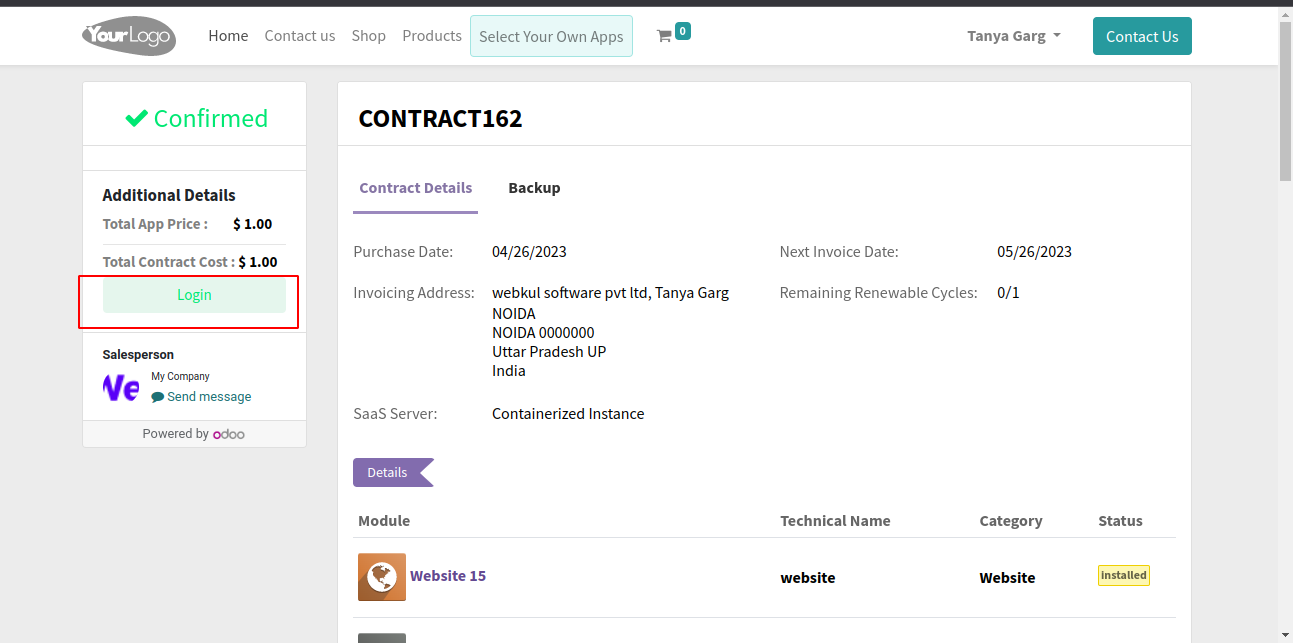 YourLogo
Home Contact us Shop Products Select Your Own Apps 0 Tanya Garg Contact Us
Confirmed
Additional Details
Total App Price : $ 1.00
Total Contract Cost : $ 1.00
Login
Salesperson
My Company
Send message
Powered by odoo
CONTRACT162
Contract Details Backup
Purchase Date: 04/26/2023 Next Invoice Date: 05/26/2023
Invoicing Address: webkul software pvt ltd, Tanya Garg Remaining Renewable Cycles: 0/1
NOIDA
NOIDA 0000000
Uttar Pradesh UP
India
SaaS Server: Containerized Instance
Details
Module Technical Name Category Status
Website 15 website Website Installed